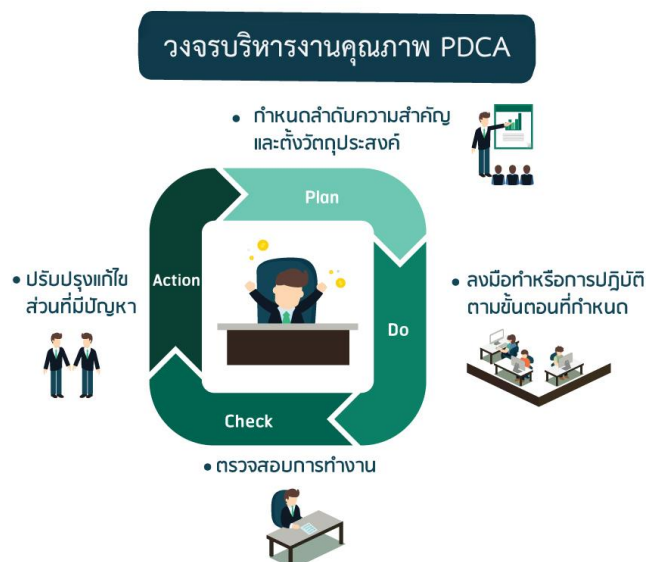 วงจรบริหารงานคุณภาพ PDCA
• กำหนดลำดับความสำคัญ
และตั้งวัตถุประสงค์
Plan
• ปรับปรุงแก้ไข
ส่วนที่มีปัญหา
Action
• ลงมือทำหรือการปฏิบัติ
ตามขั้นตอนที่กำหนด
Do
Check
• ตรวจสอบการทำงาน